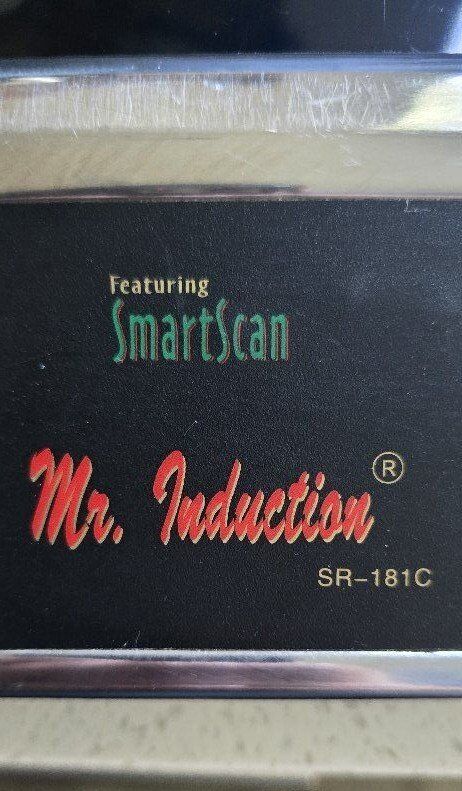 Featuring
SmartScan
Mr. Induction®
SR-181C